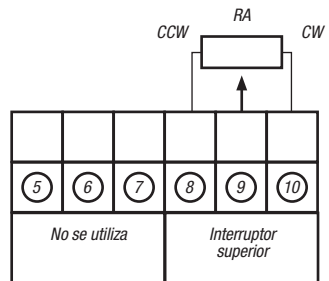 RA
CCW CW
5 6 7 8 9 10
No se utiliza Interruptor
superior